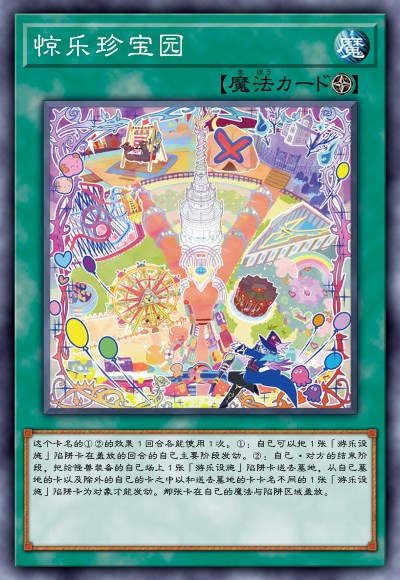 惊乐珍宝园
魔
【魔法カード】
まほう
这个卡名的①②的效果1回合各能使用1次。①：自己可以把1张「游乐设
施」陷阱卡在盖放的回合的自己主要阶段发动。②：自己·对方的结束阶
段，把给怪兽装备的自己场上1张「游乐设施」陷阱卡送去墓地，从自己墓
地的卡以及除外的自己的卡之中以和送去墓地的卡卡名不同的1张「游乐设
施」陷阱卡为对象才能发动。那张卡在自己的魔法与陷阱区域盖放。